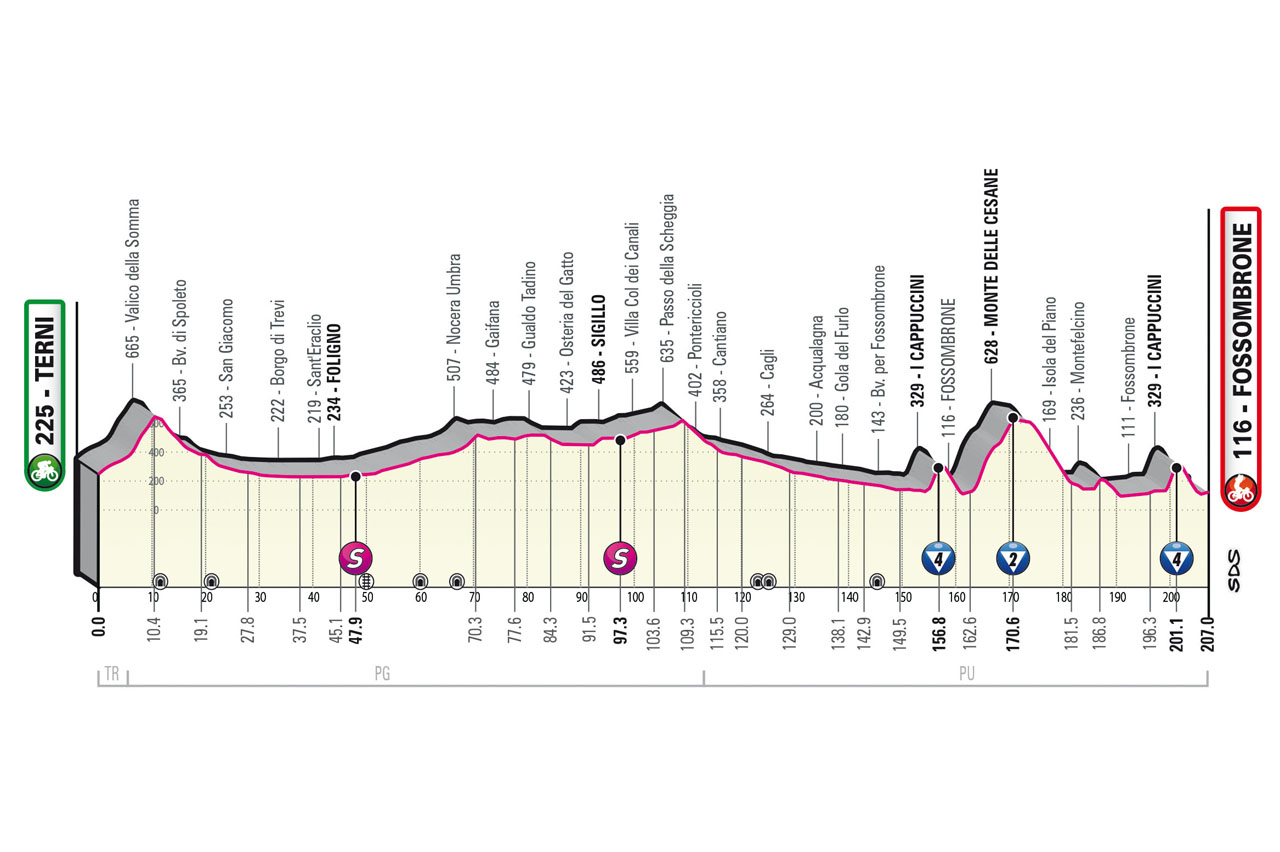 225 - TERNI
665 - Valico della Somma
365 - Bv. di Spoleto
253 - San Giacomo
222 - Borgo di Trevi
219 - Sant'Eraclio
234 - FOLIGNO
507 - Nocera Umbra
484 - Gaifana
479 - Gualdo Tadino
423 - Osteria del Gatto
486 - SIGILLO
559 - Villa Col dei Canali
635 - Passo della Scheggia
402 - Pontericcioli
358 - Cantiano
264 - Cagli
200 - Acqualagna
180 - Gola del Furlo
143 - Bv. per Fossombrone
329 - I CAPPUCCINI
116 - FOSSOMBRONE
628 - MONTE DELLE CESANE
169 - Isola del Piano
236 - Montefelcino
111 - Fossombrone
329 - I CAPPUCCINI
116 - FOSSOMBRONE
400
200
0
S S 4 2 4
SDS
0 10 20 30 40 50 60 70 80 90 100 110 120 130 140 150 160 170 180 190 200
0.0 10.4 19.1 27.8 37.5 45.1 47.9 70.3 77.6 84.3 91.5 97.3 103.6 109.3 115.5 120.0 129.0 138.1 142.9 149.5 156.8 162.6 170.6 181.5 186.8 196.3 201.1 207.0
TR PG PU